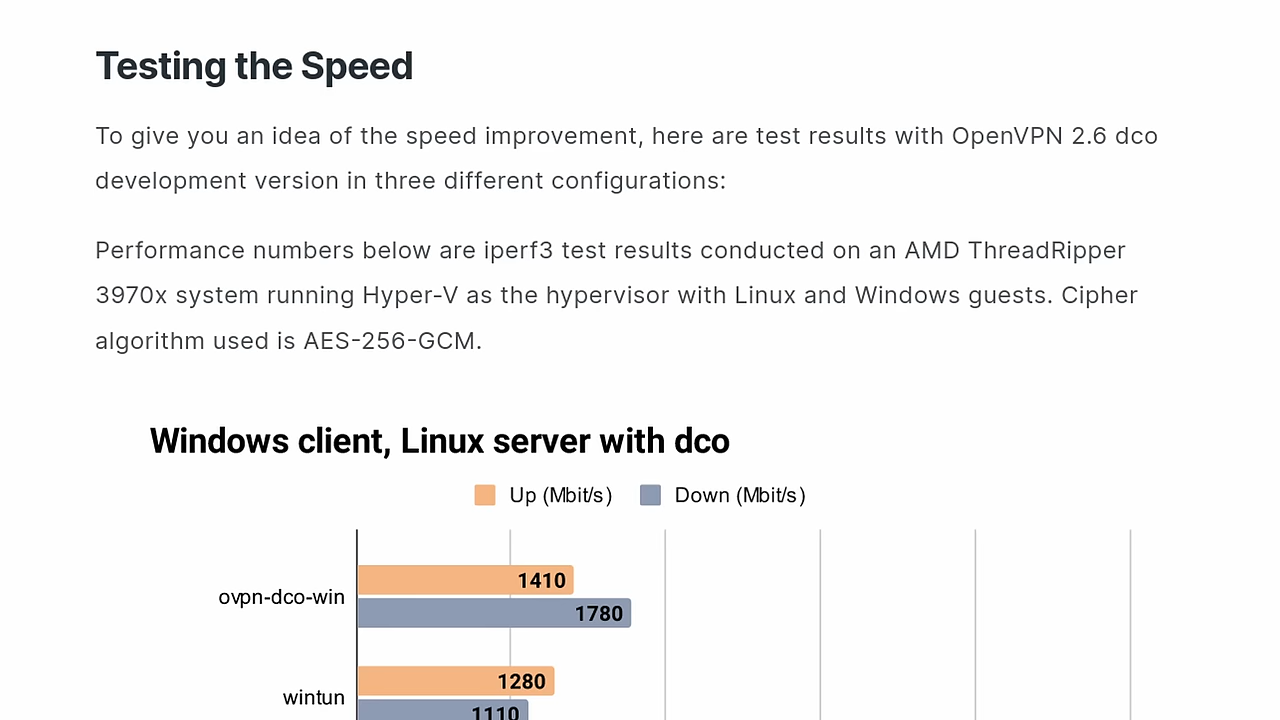 Testing the Speed
To give you an idea of the speed improvement, here are test results with OpenVPN 2.6 dco
development version in three different configurations:
Performance numbers below are iperf3 test results conducted on an AMD ThreadRipper
3970x system running Hyper-V as the hypervisor with Linux and Windows guests. Cipher
algorithm used is AES-256-GCM.
Windows client, Linux server with dco
Up (Mbit/s) Down (Mbit/s)
1410
ovpn-dco-win
1780
1280
wintun
1110